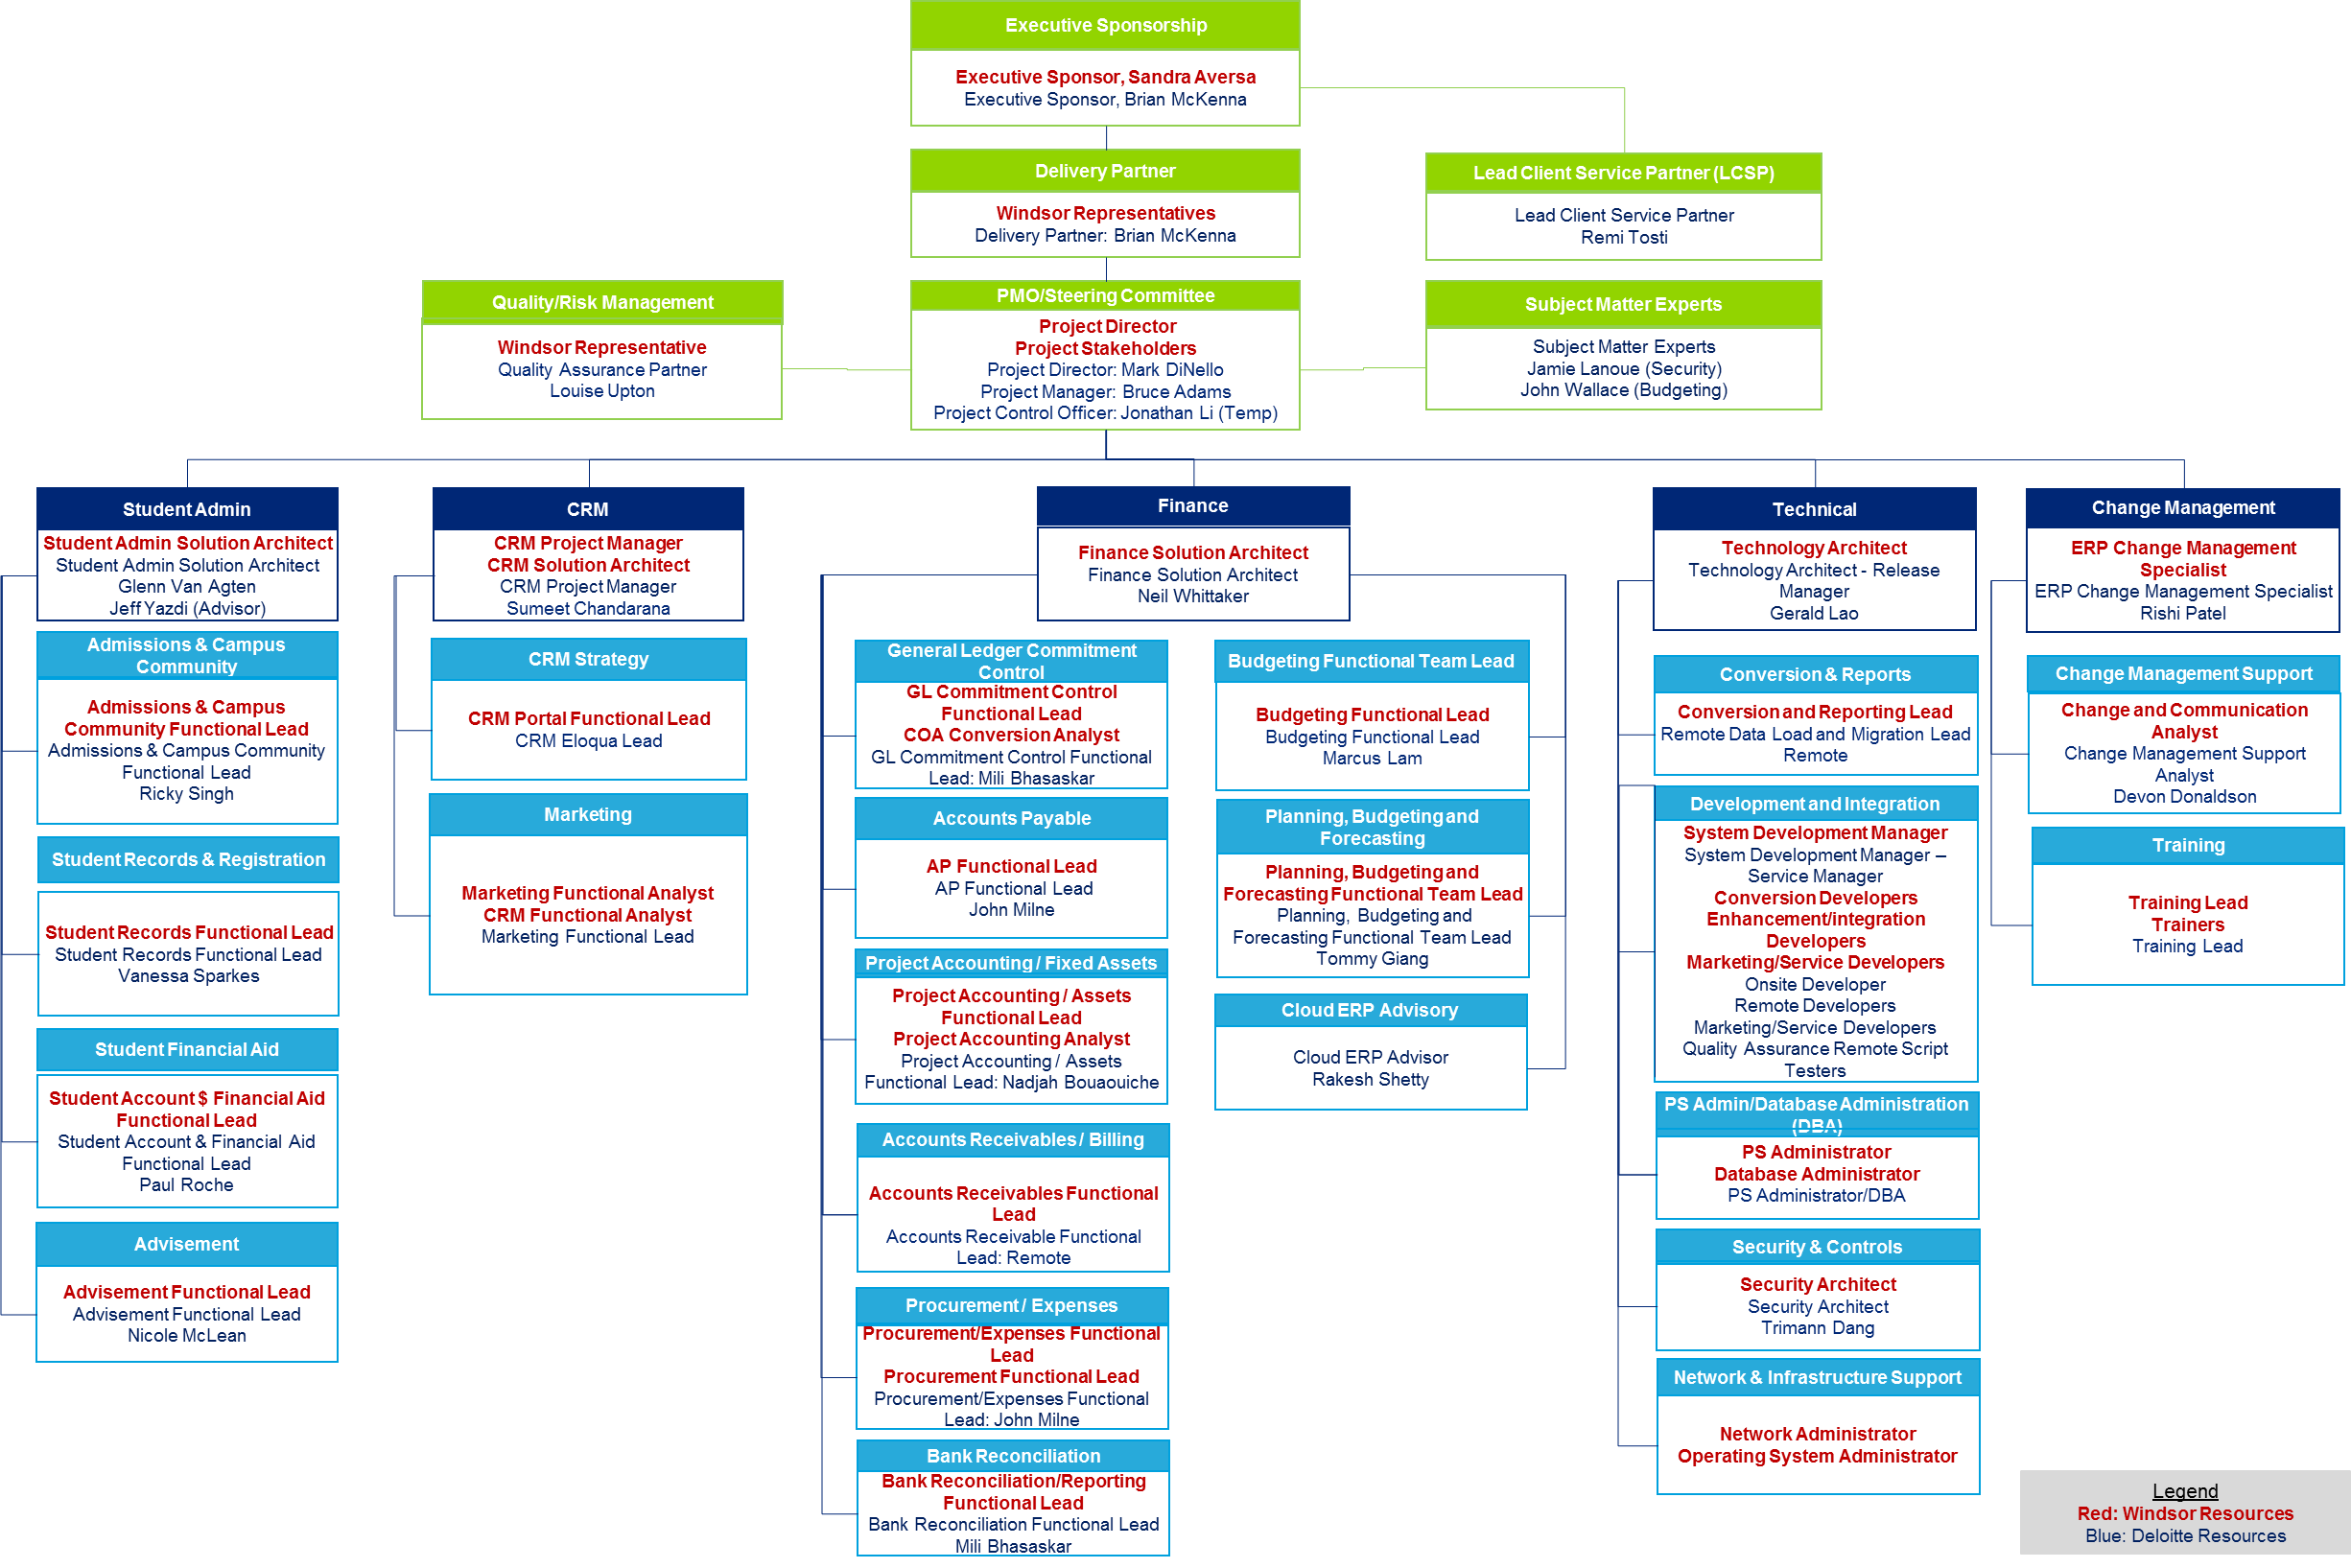 Executive Sponsorship
Executive Sponsor, Sandra Aversa
Executive Sponsor, Brian McKenna
Delivery Partner
Windsor Representatives
Delivery Partner: Brian McKenna
Lead Client Service Partner (LCSP)
Lead Client Service Partner
Remi Tosti
Quality/Risk Management
Windsor Representative
Quality Assurance Partner
Louise Upton
PMO/Steering Committee
Project Director
Project Stakeholders
Project Director: Mark DiNello
Project Manager: Bruce Adams
Project Control Officer: Jonathan Li (Temp)
Subject Matter Experts
Subject Matter Experts
Jamie Lanoue (Security)
John Wallace (Budgeting)
Student Admin
Student Admin Solution Architect
Student Admin Solution Architect
Glenn Van Agten
Jeff Yazdi (Advisor)
Admissions & Campus
Community
Admissions & Campus
Community Functional Lead
Admissions & Campus Community
Functional Lead
Ricky Singh
Student Records & Registration
Student Records Functional Lead
Student Records Functional Lead
Vanessa Sparkes
Student Financial Aid
Student Account $ Financial Aid
Functional Lead
Student Account & Financial Aid
Functional Lead
Paul Roche
Advisement
Advisement Functional Lead
Advisement Functional Lead
Nicole McLean
CRM
CRM Project Manager
CRM Solution Architect
CRM Project Manager
Sumeet Chandarana
CRM Strategy
CRM Portal Functional Lead
CRM Eloqua Lead
Marketing
Marketing Functional Analyst
CRM Functional Analyst
Marketing Functional Lead
Finance
Finance Solution Architect
Finance Solution Architect
Neil Whittaker
General Ledger Commitment
Control
GL Commitment Control
Functional Lead
COA Conversion Analyst
GL Commitment Control Functional
Lead: Mili Bhasaskar
Accounts Payable
AP Functional Lead
AP Functional Lead
John Milne
Project Accounting / Fixed Assets
Project Accounting / Assets
Functional Lead
Project Accounting Analyst
Project Accounting / Assets
Functional Lead: Nadjah Bouaouiche
Accounts Receivables / Billing
Accounts Receivables Functional
Lead
Accounts Receivable Functional
Lead: Remote
Procurement / Expenses
Procurement/Expenses Functional
Lead
Procurement Functional Lead
Procurement/Expenses Functional
Lead: John Milne
Bank Reconciliation
Bank Reconciliation/Reporting
Functional Lead
Bank Reconciliation Functional Lead
Mili Bhasaskar
Budgeting Functional Team Lead
Budgeting Functional Lead
Budgeting Functional Lead
Marcus Lam
Planning, Budgeting and
Forecasting
Planning, Budgeting and
Forecasting Functional Team Lead
Planning, Budgeting and
Forecasting Functional Team Lead
Tommy Giang
Cloud ERP Advisory
Cloud ERP Advisor
Rakesh Shetty
Technical
Technology Architect
Technology Architect - Release
Manager
Gerald Lao
Conversion & Reports
Conversion and Reporting Lead
Remote Data Load and Migration Lead
Remote
Development and Integration
System Development Manager
System Development Manager –
Service Manager
Conversion Developers
Enhancement/integration
Developers
Marketing/Service Developers
Onsite Developer
Remote Developers
Marketing/Service Developers
Quality Assurance Remote Script
Testers
PS Admin/Database Administration
(DBA)
PS Administrator
Database Administrator
PS Administrator/DBA
Security & Controls
Security Architect
Security Architect
Trimann Dang
Network & Infrastructure Support
Network Administrator
Operating System Administrator
Change Management
ERP Change Management
Specialist
ERP Change Management Specialist
Rishi Patel
Change Management Support
Change and Communication
Analyst
Change Management Support
Analyst
Devon Donaldson
Training
Training Lead
Trainers
Training Lead
Legend
Red: Windsor Resources
Blue: Deloitte Resources